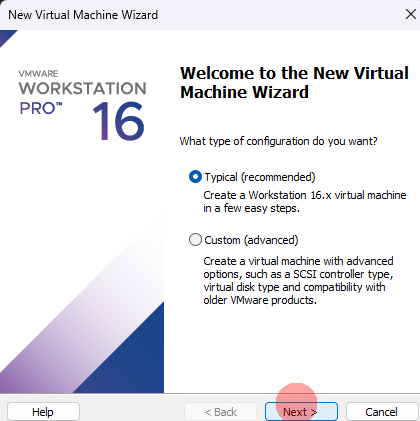 New Virtual Machine Wizard
VMWARE
WORKSTATION
PRO™ 16
Welcome to the New Virtual
Machine Wizard
What type of configuration do you want?
Typical (recommended)
Create a Workstation 16.x virtual machine
in a few easy steps.
Custom (advanced)
Create a virtual machine with advanced
options, such as a SCSI controller type,
virtual disk type and compatibility with
older VMware products.
Help
< Back
Next >
Cancel